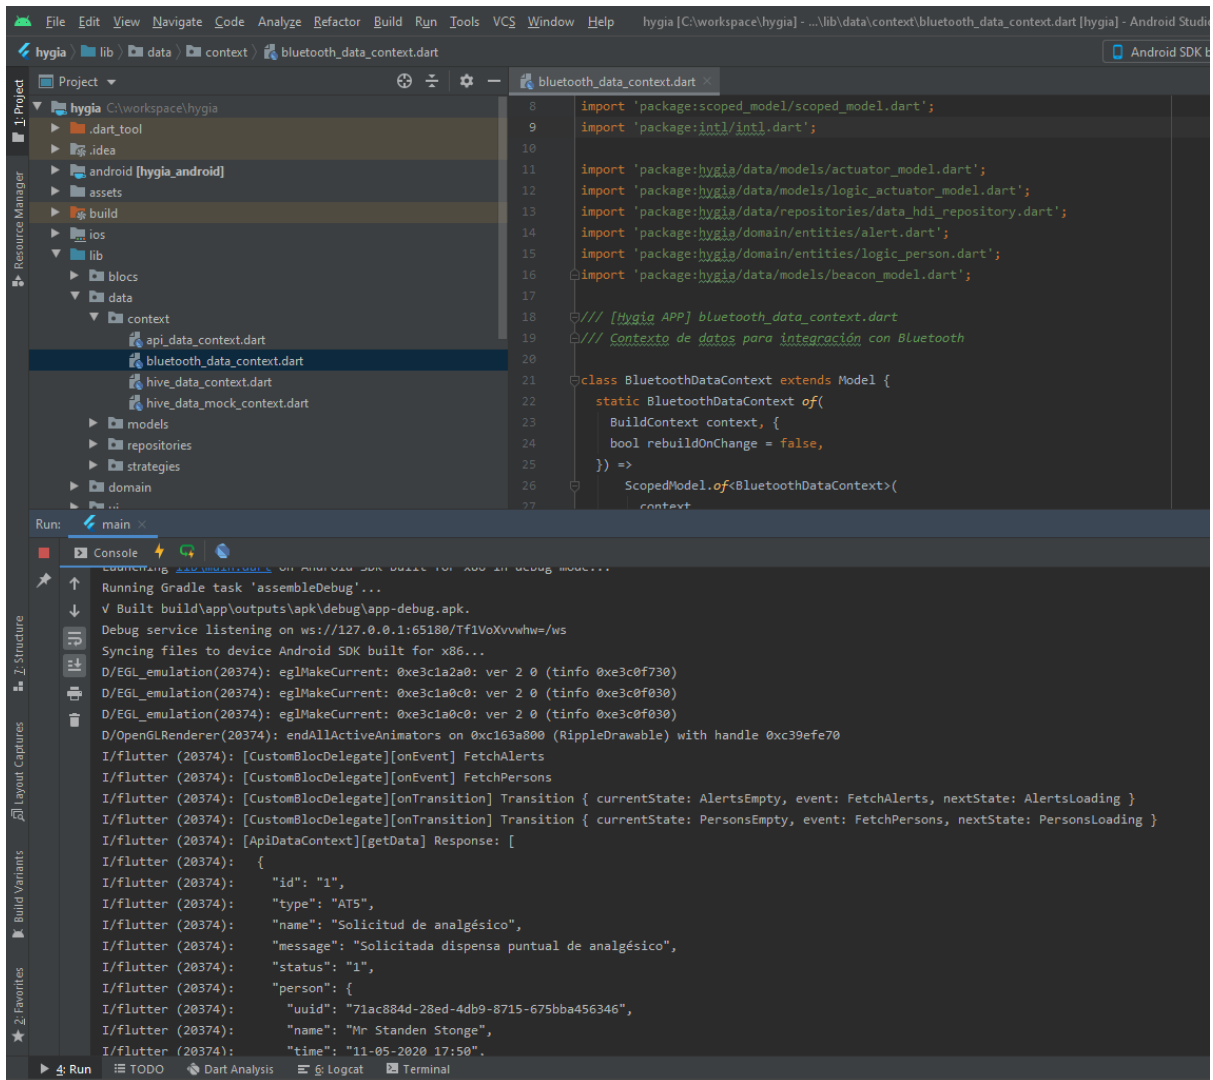 File Edit View Navigate Code Analyze Refactor Build Run Tools VCS Window Help hygia [C:\workspace\hygia] - ...\lib\data\context\bluetooth_data_context.dart [hygia] - Android Studio
hygia lib data context bluetooth_data_context.dart Android SDK b
1: Project
Resource Manager
7: Structure
Layout Captures
Build Variants
2: Favorites
Project
hygia C:\workspace\hygia
.dart_tool
.idea
android [hygia_android]
assets
build
ios
lib
blocs
data
context
api_data_context.dart
bluetooth_data_context.dart
hive_data_context.dart
hive_data_mock_context.dart
models
repositories
strategies
domain
ui
bluetooth_data_context.dart
8 import 'package:scoped_model/scoped_model.dart';
9 import 'package:intl/intl.dart';
10
11 import 'package:hygia/data/models/actuator_model.dart';
12 import 'package:hygia/data/models/logic_actuator_model.dart';
13 import 'package:hygia/data/repositories/data_hdi_repository.dart';
14 import 'package:hygia/domain/entities/alert.dart';
15 import 'package:hygia/domain/entities/logic_person.dart';
16 import 'package:hygia/data/models/beacon_model.dart';
17
18 /// [Hygia APP] bluetooth_data_context.dart
19 /// Contexto de datos para integración con Bluetooth
20
21 class BluetoothDataContext extends Model {
22 static BluetoothDataContext of(
23 BuildContext context, {
24 bool rebuildOnChange = false,
25 }) =>
26 ScopedModel.of<BluetoothDataContext>(
27 context
Run: main
Console
Launching lib\main.dart on Android SDK built for x86 in debug mode...
Running Gradle task 'assembleDebug'...
√ Built build\app\outputs\apk\debug\app-debug.apk.
Debug service listening on ws://127.0.0.1:65180/Tf1VoXvvwhw=/ws
Syncing files to device Android SDK built for x86...
D/EGL_emulation(20374): eglMakeCurrent: 0xe3c1a2a0: ver 2 0 (tinfo 0xe3c0f730)
D/EGL_emulation(20374): eglMakeCurrent: 0xe3c1a0c0: ver 2 0 (tinfo 0xe3c0f030)
D/EGL_emulation(20374): eglMakeCurrent: 0xe3c1a0c0: ver 2 0 (tinfo 0xe3c0f030)
D/OpenGLRenderer(20374): endAllActiveAnimators on 0xc163a800 (RippleDrawable) with handle 0xc39efe70
I/flutter (20374): [CustomBlocDelegate][onEvent] FetchAlerts
I/flutter (20374): [CustomBlocDelegate][onEvent] FetchPersons
I/flutter (20374): [CustomBlocDelegate][onTransition] Transition { currentState: AlertsEmpty, event: FetchAlerts, nextState: AlertsLoading }
I/flutter (20374): [CustomBlocDelegate][onTransition] Transition { currentState: PersonsEmpty, event: FetchPersons, nextState: PersonsLoading }
I/flutter (20374): [ApiDataContext][getData] Response: [
I/flutter (20374): {
I/flutter (20374): "id": "1",
I/flutter (20374): "type": "AT5",
I/flutter (20374): "name": "Solicitud de analgésico",
I/flutter (20374): "message": "Solicitada dispensa puntual de analgésico",
I/flutter (20374): "status": "1",
I/flutter (20374): "person": {
I/flutter (20374): "uuid": "71ac884d-28ed-4db9-8715-675bba456346",
I/flutter (20374): "name": "Mr Standen Stonge",
I/flutter (20374): "time": "11-05-2020 17:50",
4: Run TODO Dart Analysis 6: Logcat Terminal